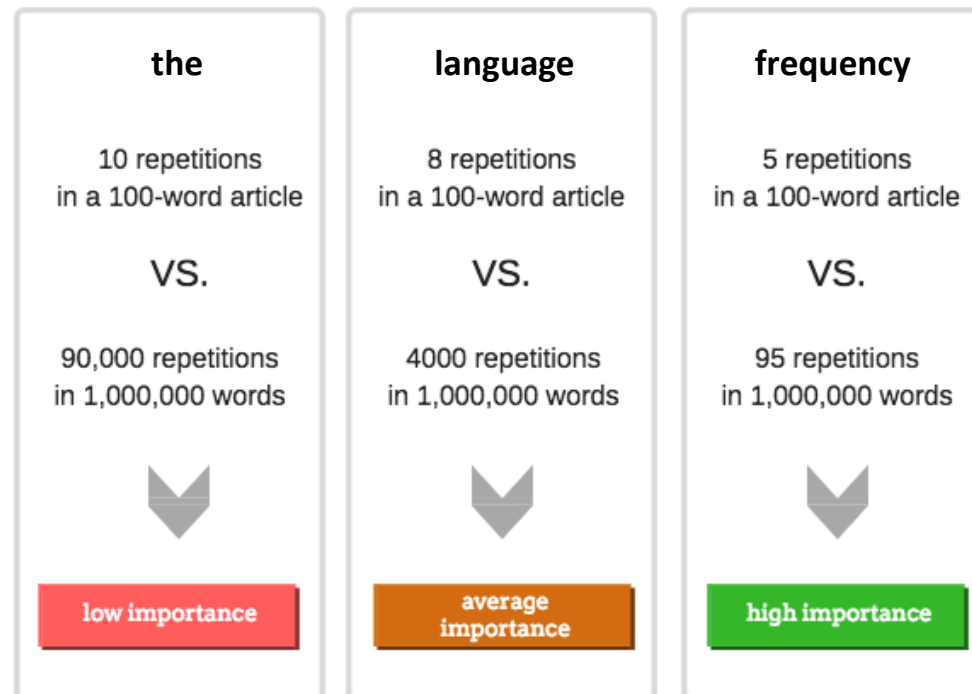 the
10 repetitions
in a 100-word article
VS.
90,000 repetitions
in 1,000,000 words
low importance
language
8 repetitions
in a 100-word article
VS.
4000 repetitions
in 1,000,000 words
average
importance
frequency
5 repetitions
in a 100-word article
VS.
95 repetitions
in 1,000,000 words
high importance